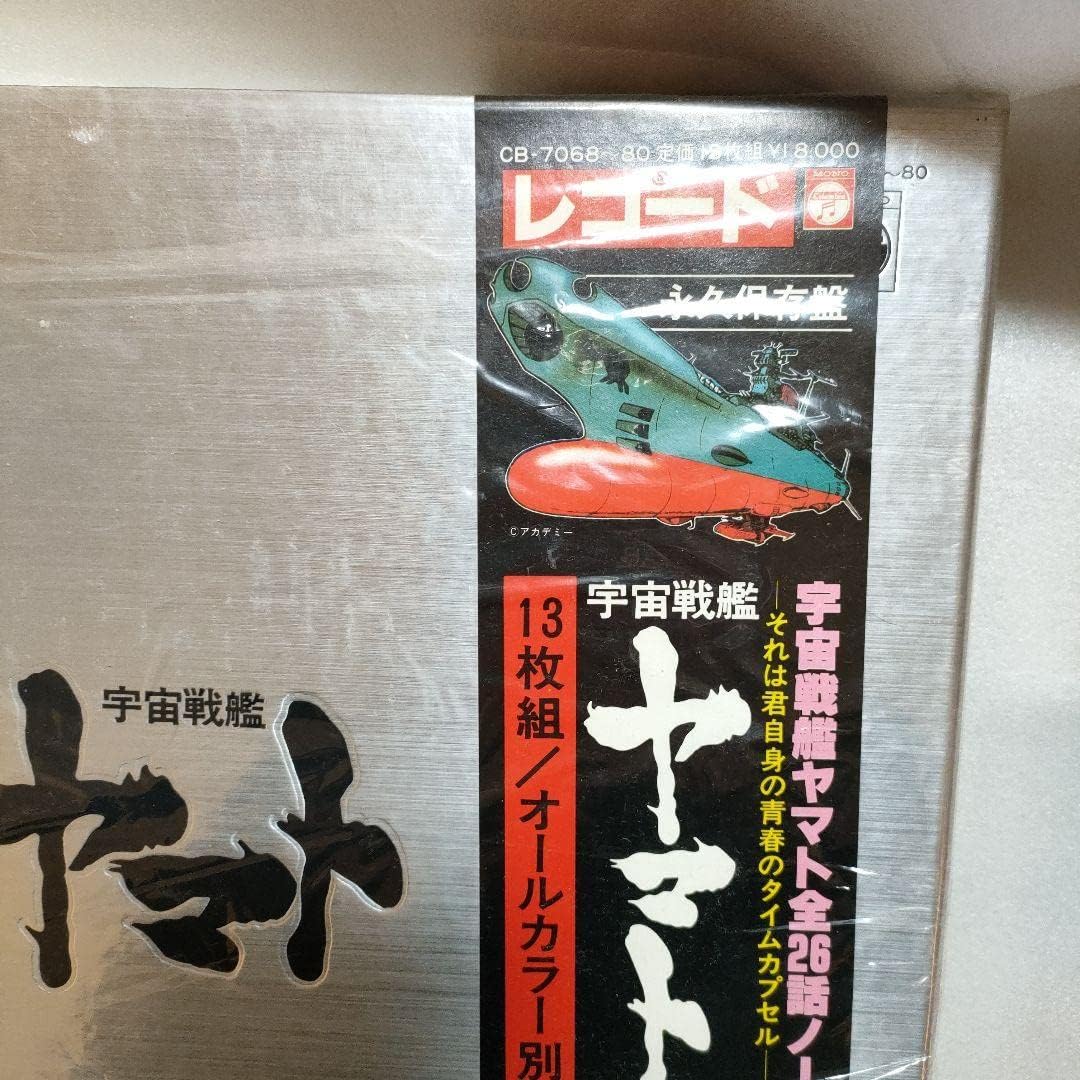 CB-7068〜80 定価 13枚組¥18,000
レコード
MONO
Columbia
〜80
永久保存盤
Cアカデミー
宇宙戦艦ヤマト全26話ノー
―それは君自身の青春のタイムカプセル―
宇宙戦艦
ヤマト
13枚組/オールカラー別
宇宙戦艦
ヤマト